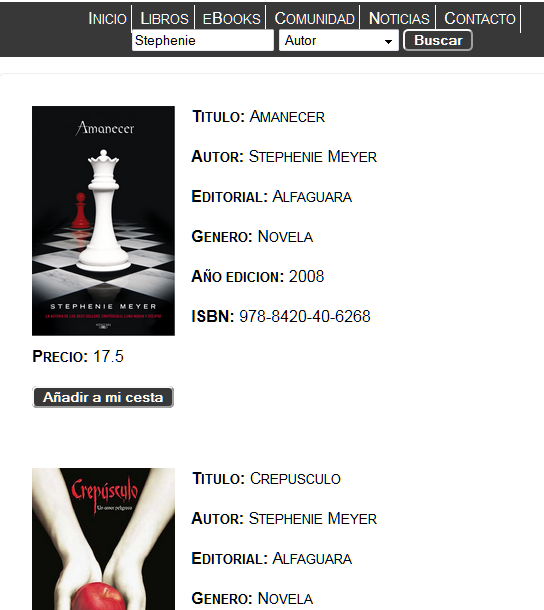 Inicio Libros eBooks Comunidad Noticias Contacto
Stephenie Autor Buscar
Amanecer
STEPHENIE MEYER
Titulo: Amanecer
Autor: Stephenie Meyer
Editorial: Alfaguara
Genero: Novela
Año edicion: 2008
ISBN: 978-8420-40-6268
Precio: 17.5
Añadir a mi cesta
Crepúsculo
Un amor peligroso
Titulo: Crepusculo
Autor: Stephenie Meyer
Editorial: Alfaguara
Genero: Novela